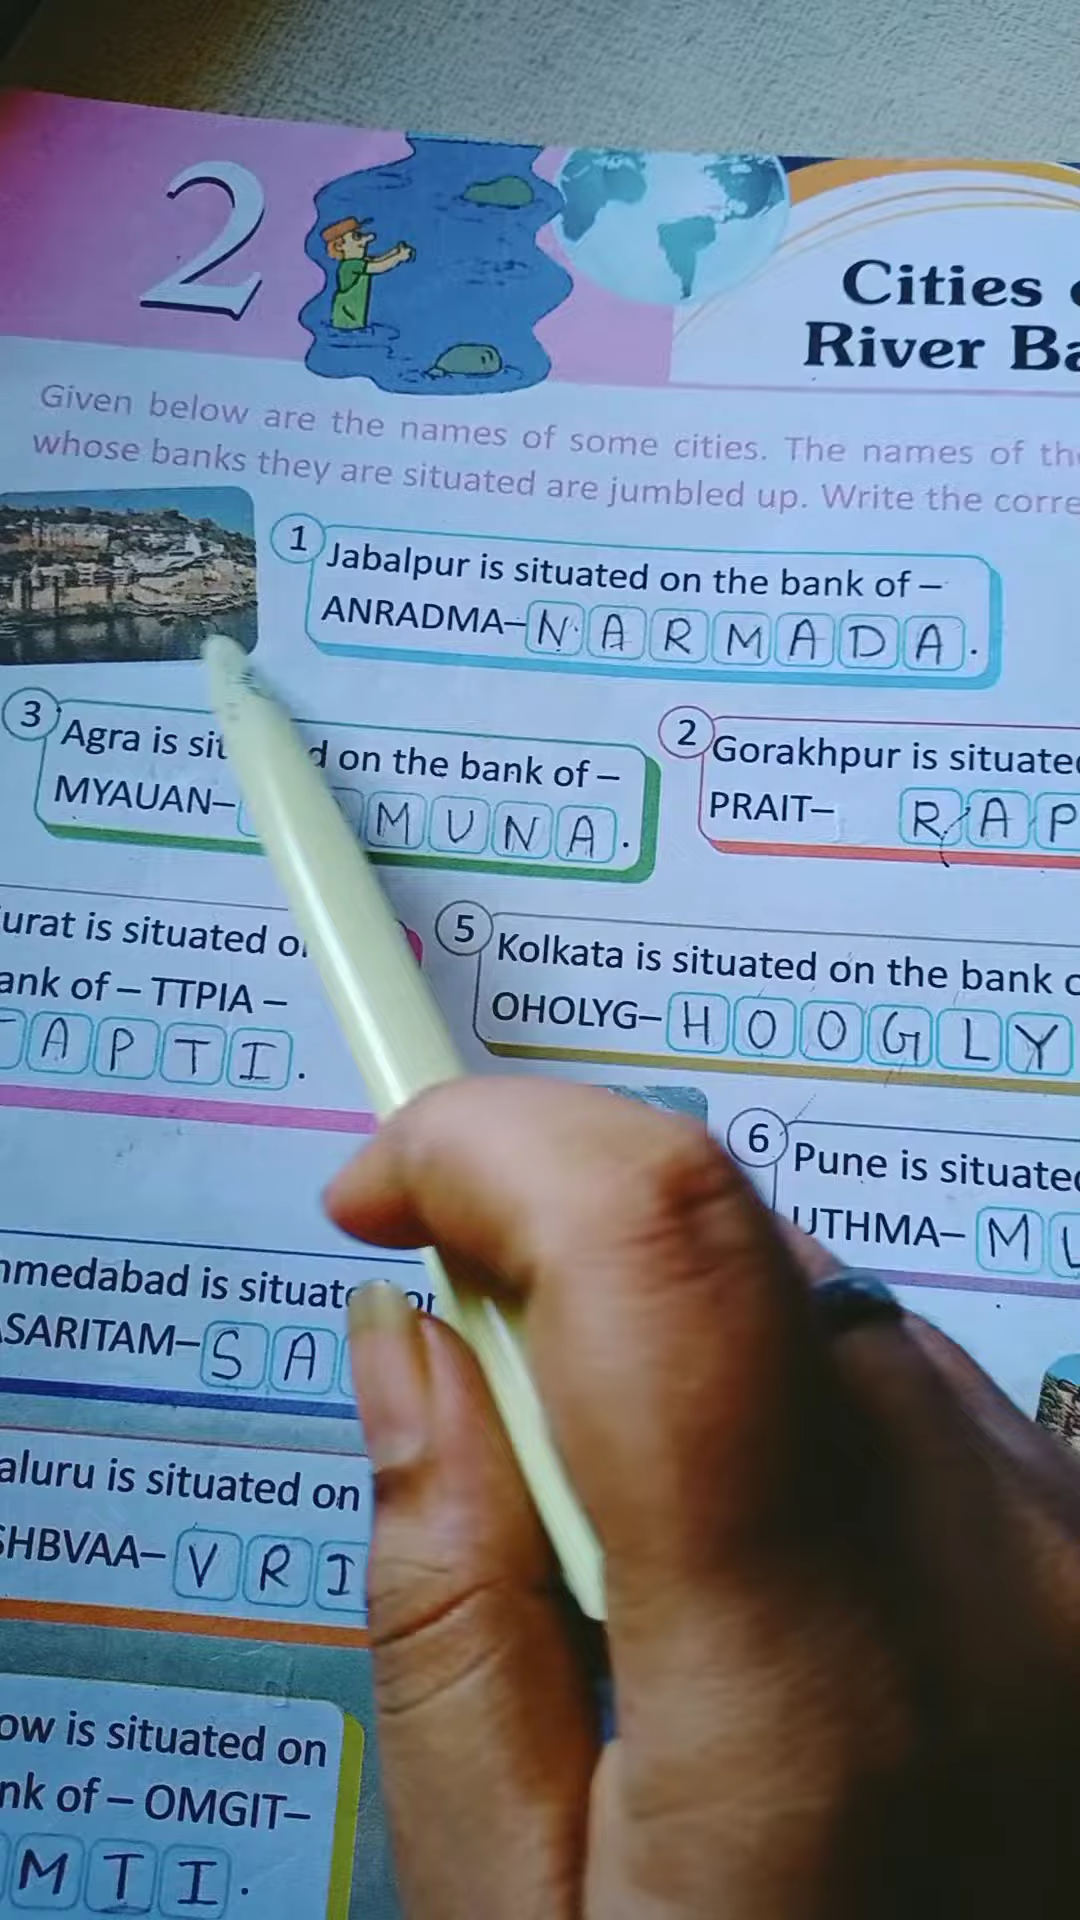 2
Cities
River Ba
Given below are the names of some cities. The names of th
whose banks they are situated are jumbled up. Write the corre
1 Jabalpur is situated on the bank of –
ANRADMA– N A R M A D A .
3 Agra is sit d on the bank of –
MYAUAN– M U N A .
2 Gorakhpur is situate
PRAIT– R A P
urat is situated o
ank of – TTPIA –
A P T I .
5 Kolkata is situated on the bank
OHOLYG– H O O G L Y
6 Pune is situate
UTHMA– M
hmedabad is situat or
SARITAM– S A
aluru is situated on
SHBVAA– V R I
ow is situated on
nk of – OMGIT–
M T I .